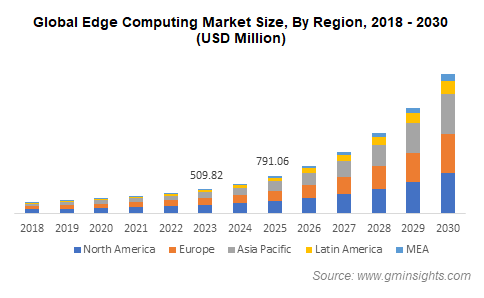 Global Edge Computing Market Size, By Region, 2018 - 2030
(USD Million)
791.06
509.82
2018 2019 2020 2021 2022 2023 2024 2025 2026 2027 2028 2029 2030
North America Europe Asia Pacific Latin America MEA
Source: www.gminsights.com